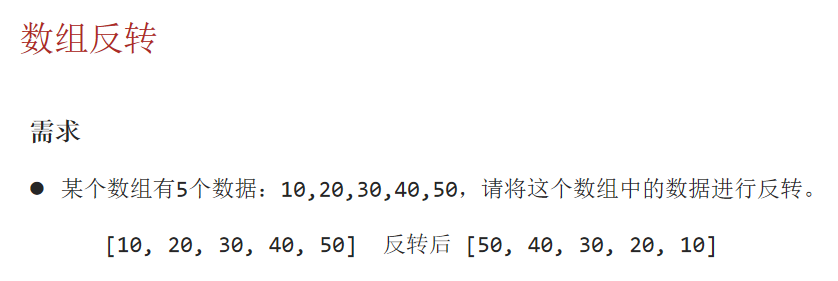 数组反转
需求
● 某个数组有5个数据：10,20,30,40,50，请将这个数组中的数据进行反转。
[10, 20, 30, 40, 50] 反转后 [50, 40, 30, 20, 10]